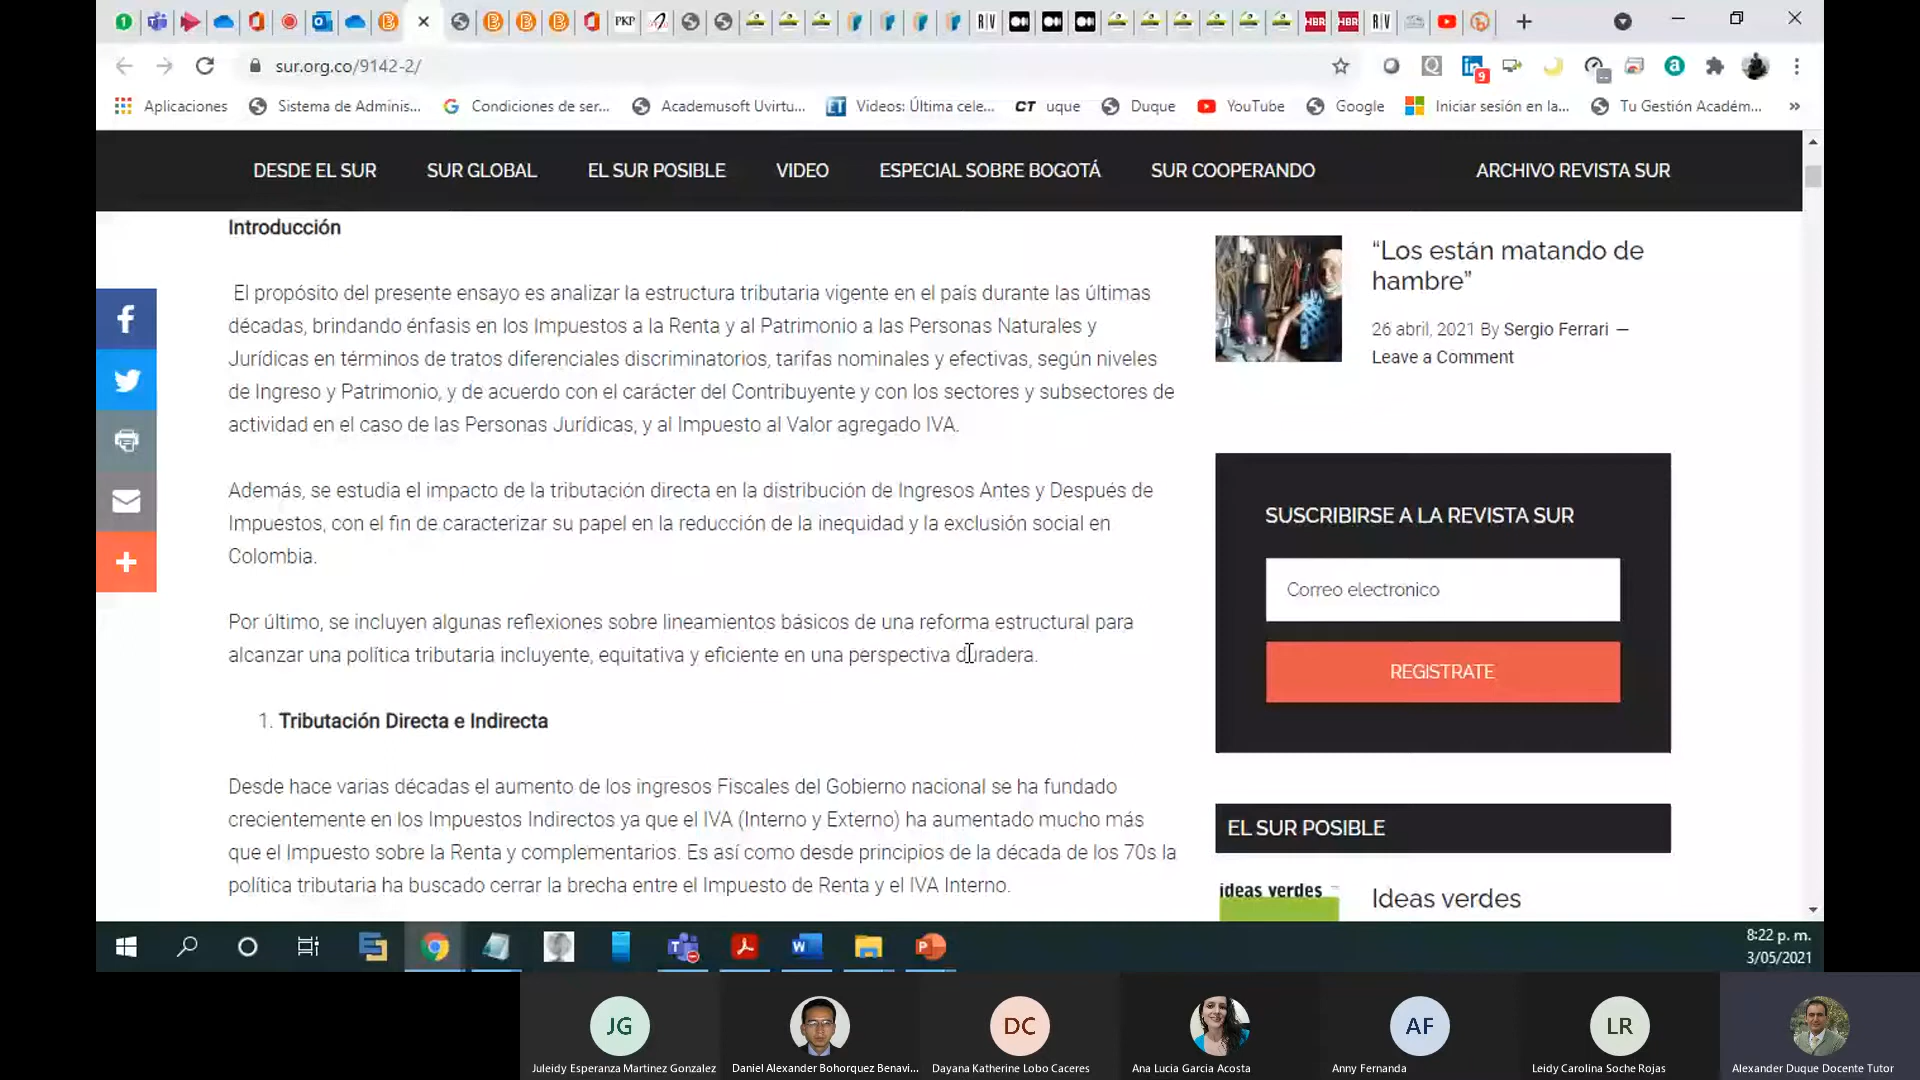 sur.org.co/9142-2/
Aplicaciones
Sistema de Adminis...
Condiciones de ser...
Academusoft Uvirtu...
Videos: Última cele...
CT uque
Duque
YouTube
Google
Iniciar sesión en la...
Tu Gestión Académ...
DESDE EL SUR
SUR GLOBAL
EL SUR POSIBLE
VIDEO
ESPECIAL SOBRE BOGOTÁ
SUR COOPERANDO
ARCHIVO REVISTA SUR
Introducción
El propósito del presente ensayo es analizar la estructura tributaria vigente en el país durante las últimas
décadas, brindando énfasis en los Impuestos a la Renta y al Patrimonio a las Personas Naturales y
Jurídicas en términos de tratos diferenciales discriminatorios, tarifas nominales y efectivas, según niveles
de Ingreso y Patrimonio, y de acuerdo con el carácter del Contribuyente y con los sectores y subsectores de
actividad en el caso de las Personas Jurídicas, y al Impuesto al Valor agregado IVA.
Además, se estudia el impacto de la tributación directa en la distribución de Ingresos Antes y Después de
Impuestos, con el fin de caracterizar su papel en la reducción de la inequidad y la exclusión social en
Colombia.
Por último, se incluyen algunas reflexiones sobre lineamientos básicos de una reforma estructural para
alcanzar una política tributaria incluyente, equitativa y eficiente en una perspectiva duradera.
1. Tributación Directa e Indirecta
Desde hace varias décadas el aumento de los ingresos Fiscales del Gobierno nacional se ha fundado
crecientemente en los Impuestos Indirectos ya que el IVA (Interno y Externo) ha aumentado mucho más
que el Impuesto sobre la Renta y complementarios. Es así como desde principios de la década de los 70s la
política tributaria ha buscado cerrar la brecha entre el Impuesto de Renta y el IVA Interno.
“Los están matando de
hambre”
26 abril, 2021 By Sergio Ferrari —
Leave a Comment
SUSCRIBIRSE A LA REVISTA SUR
Correo electronico
REGISTRATE
EL SUR POSIBLE
ideas verdes
Ideas verdes
8:22 p. m.
3/05/2021
JG
DC
AF
LR
Juleidy Esperanza Martinez Gonzalez
Daniel Alexander Bohorquez Benavi...
Dayana Katherine Lobo Caceres
Ana Lucia Garcia Acosta
Anny Fernanda
Leidy Carolina Soche Rojas
Alexander Duque Docente Tutor